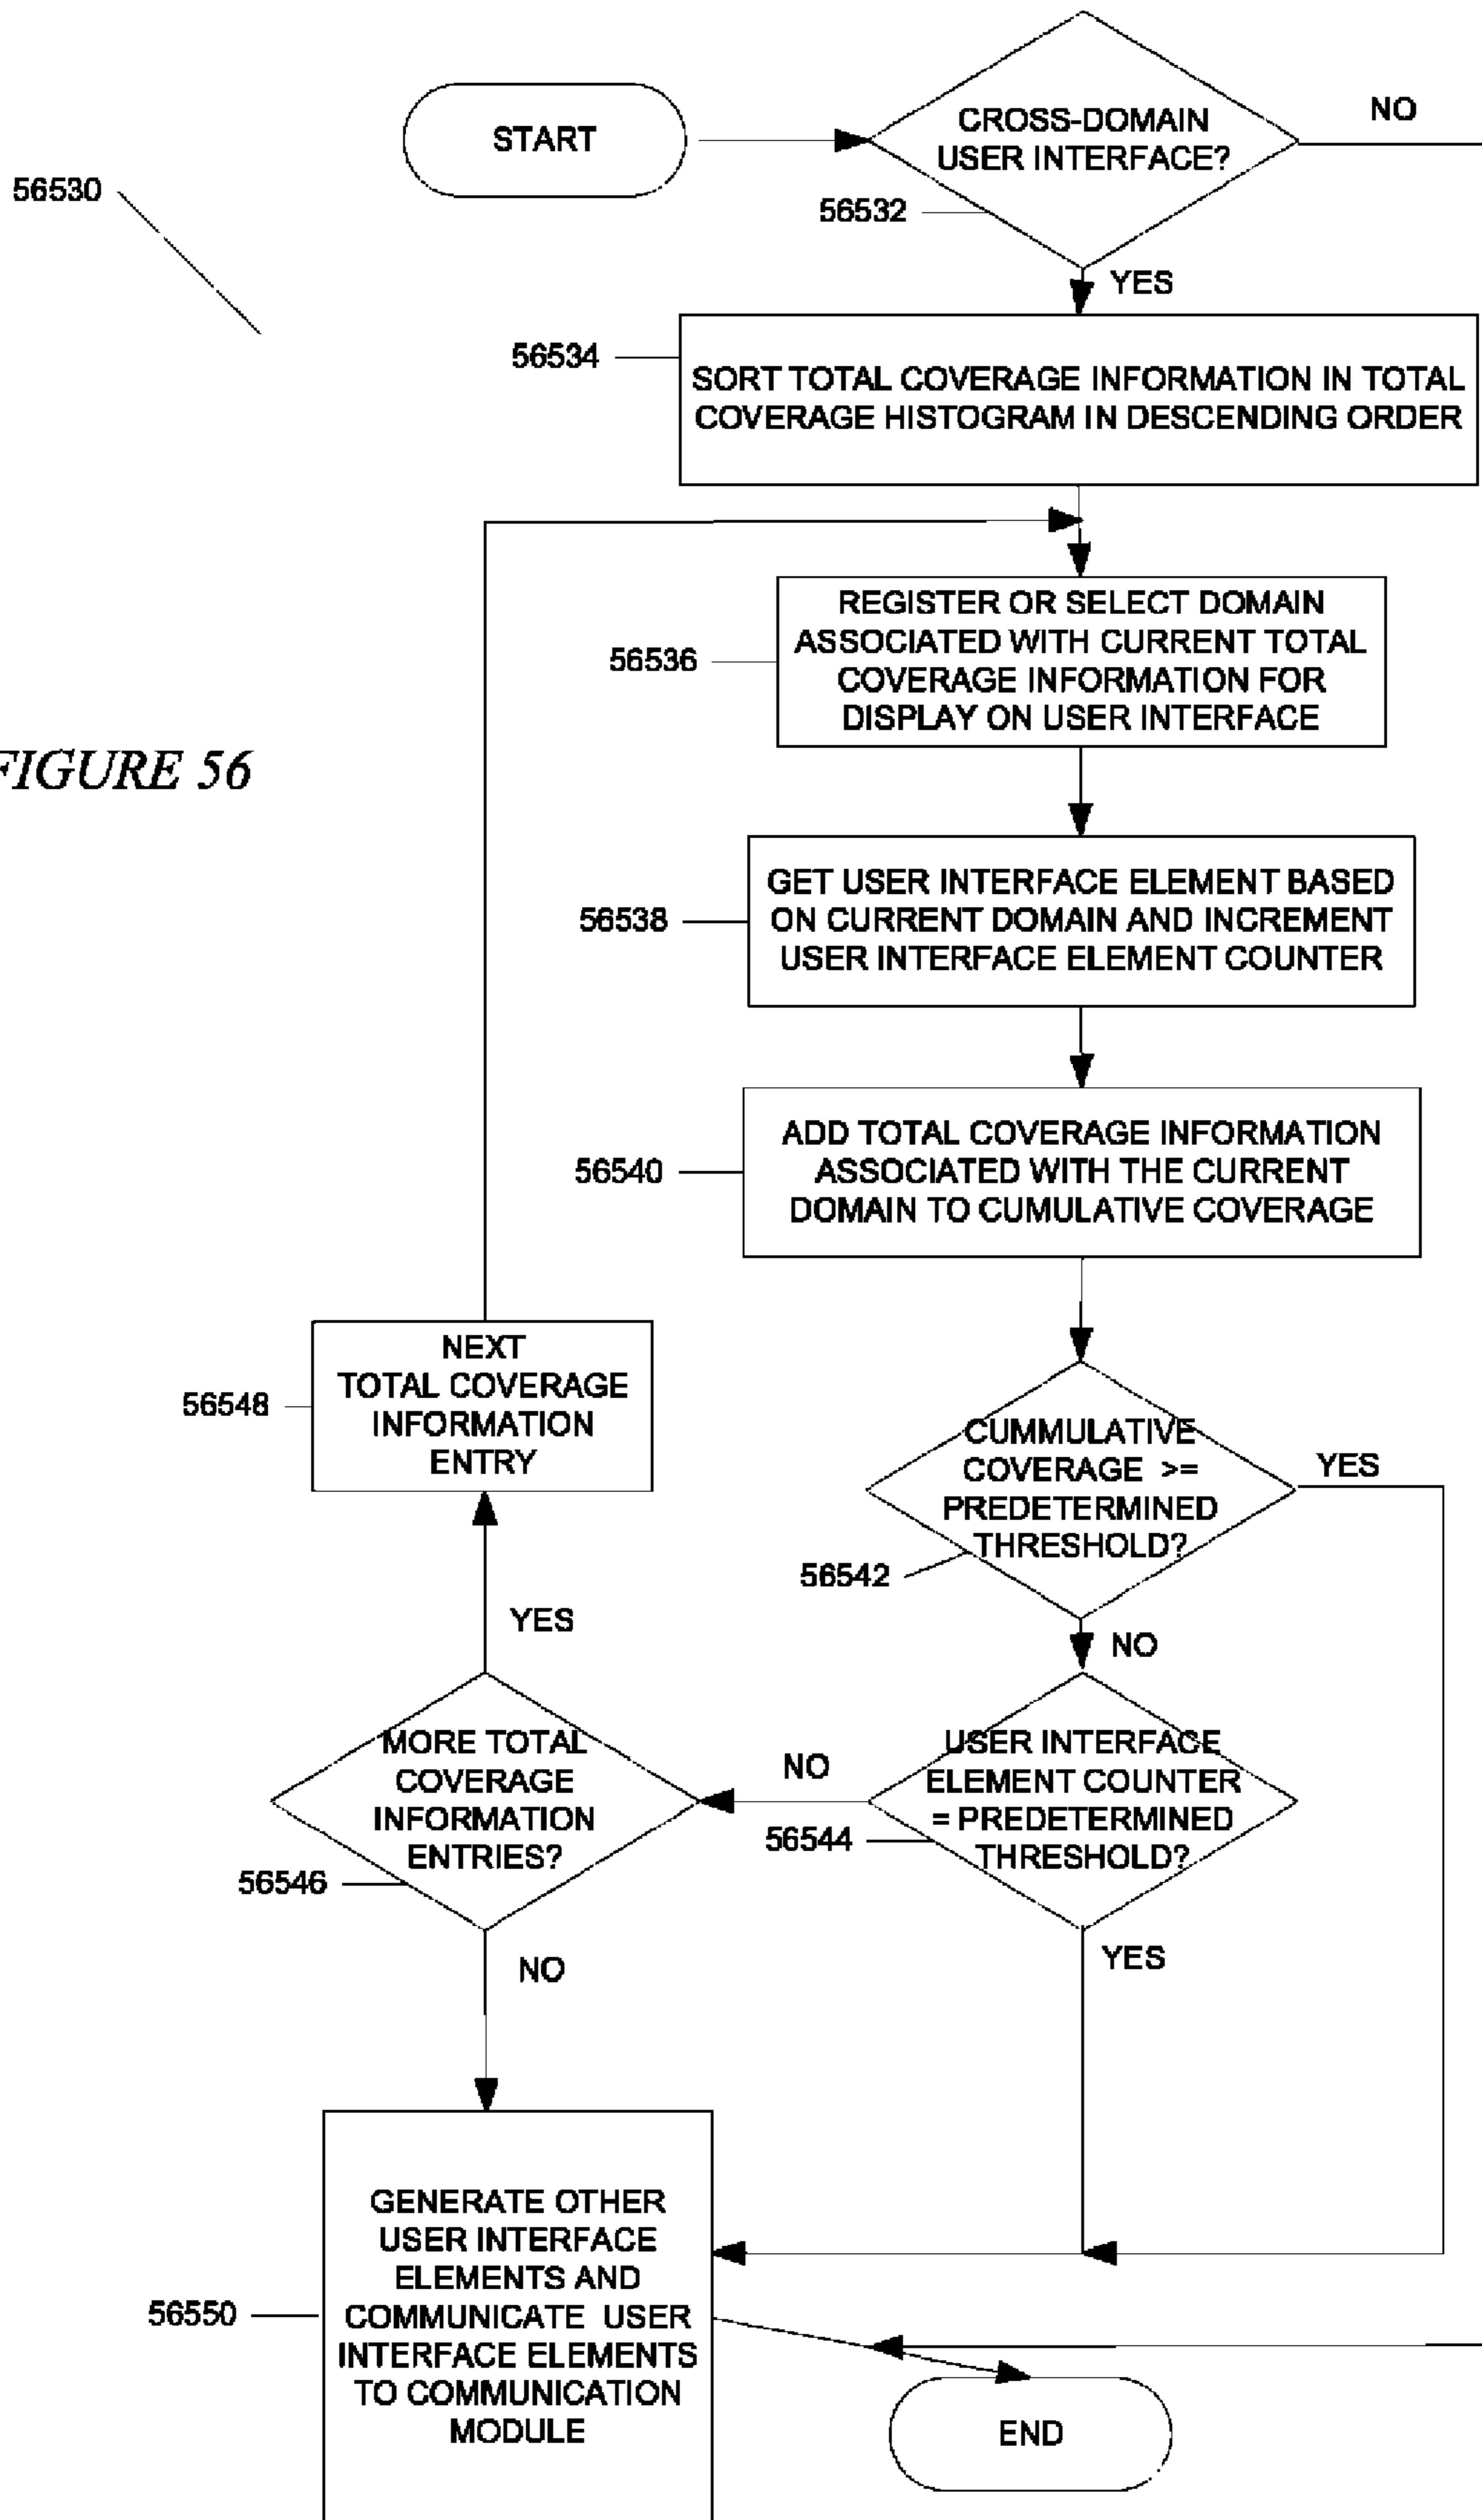 START
CROSS-DOMAIN
USER INTERFACE?
NO
56530
56532
YES
56534
SORT TOTAL COVERAGE INFORMATION IN TOTAL
COVERAGE HISTOGRAM IN DESCENDING ORDER
REGISTER OR SELECT DOMAIN
ASSOCIATED WITH CURRENT TOTAL
COVERAGE INFORMATION FOR
DISPLAY ON USER INTERFACE
56536
FIGURE 56
GET USER INTERFACE ELEMENT BASED
ON CURRENT DOMAIN AND INCREMENT
USER INTERFACE ELEMENT COUNTER
56538
ADD TOTAL COVERAGE INFORMATION
ASSOCIATED WITH THE CURRENT
DOMAIN TO CUMULATIVE COVERAGE
56540
NEXT
TOTAL COVERAGE
INFORMATION
ENTRY
56548
CUMMULATIVE
COVERAGE >=
PREDETERMINED
THRESHOLD?
YES
56542
YES
NO
MORE TOTAL
COVERAGE
INFORMATION
ENTRIES?
56546
NO
USER INTERFACE
ELEMENT COUNTER
= PREDETERMINED
THRESHOLD?
56544
NO
YES
GENERATE OTHER
USER INTERFACE
ELEMENTS AND
COMMUNICATE USER
INTERFACE ELEMENTS
TO COMMUNICATION
MODULE
56550
END